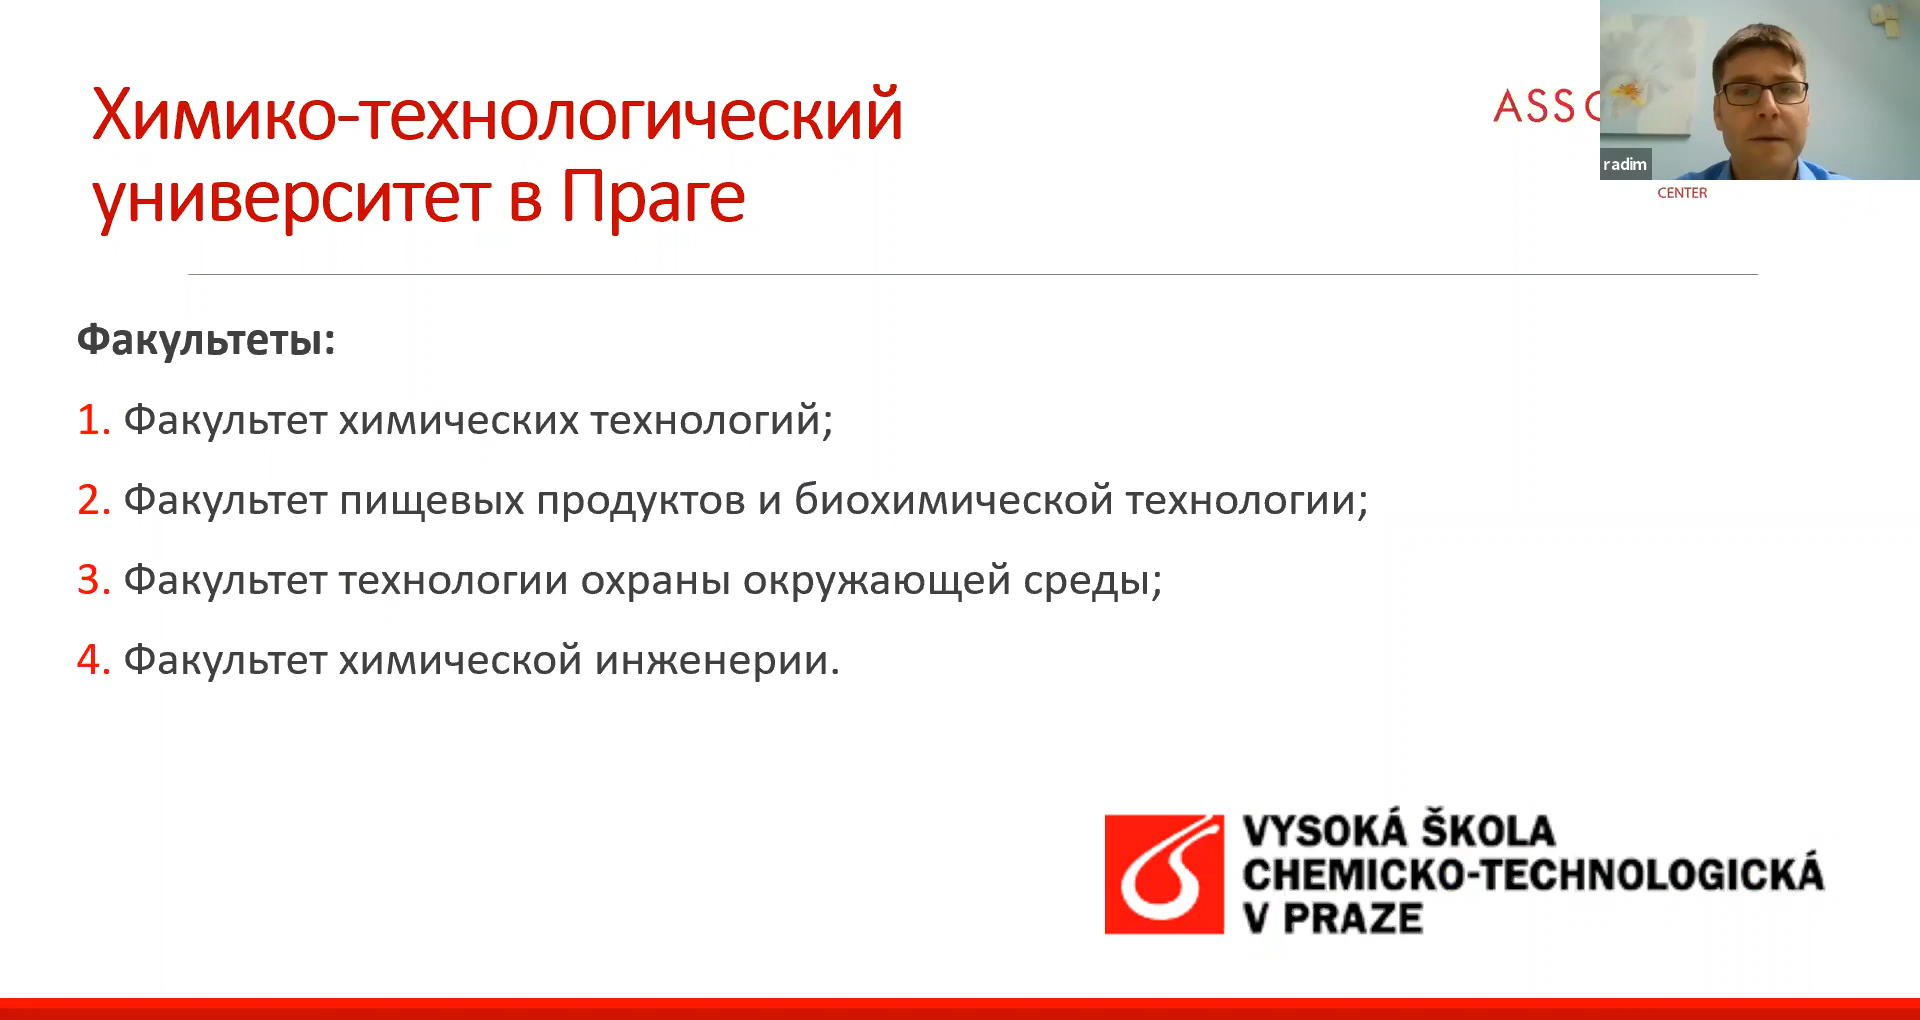 Химико-технологический
университет в Праге
ASSC
radim
CENTER
Факультеты:
1. Факультет химических технологий;
2. Факультет пищевых продуктов и биохимической технологии;
3. Факультет технологии охраны окружающей среды;
4. Факультет химической инженерии.
VYSOKÁ ŠKOLA
CHEMICKO-TECHNOLOGICKÁ
V PRAZE